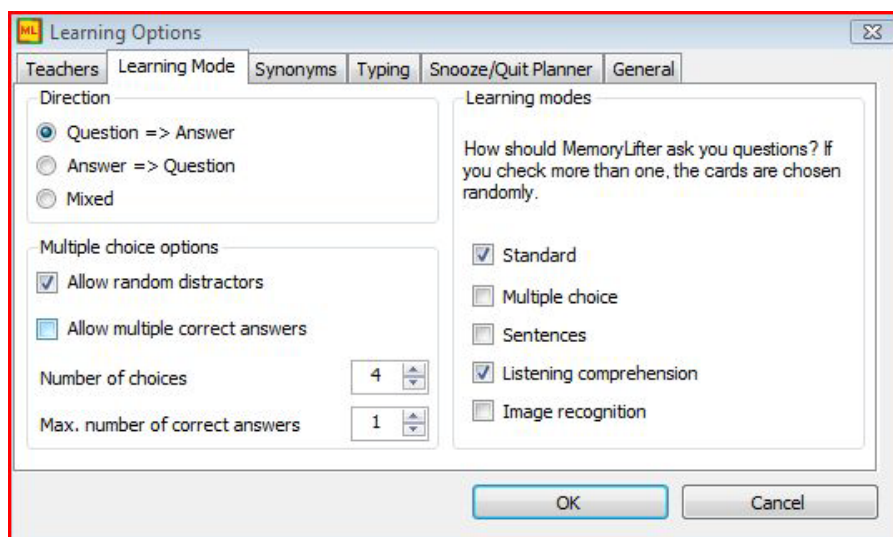 ML Learning Options
Teachers Learning Mode Synonyms Typing Snooze/Quit Planner General
Direction
Question => Answer
Answer => Question
Mixed
Multiple choice options
Allow random distractors
Allow multiple correct answers
Number of choices 4
Max. number of correct answers 1
Learning modes
How should MemoryLifter ask you questions? If
you check more than one, the cards are chosen
randomly.
Standard
Multiple choice
Sentences
Listening comprehension
Image recognition
OK Cancel